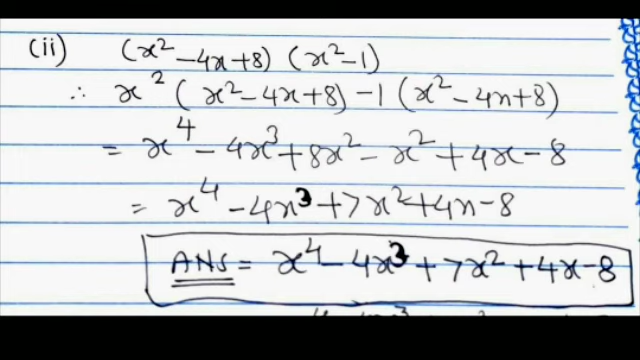 (ii) (x² - 4x + 8) (x² - 1)
∴ x² (x² - 4x + 8) - 1 (x² - 4x + 8)
= x⁴ - 4x³ + 8x² - x² + 4x - 8
= x⁴ - 4x³ + 7x² + 4x - 8
ANS = x⁴ - 4x³ + 7x² + 4x - 8